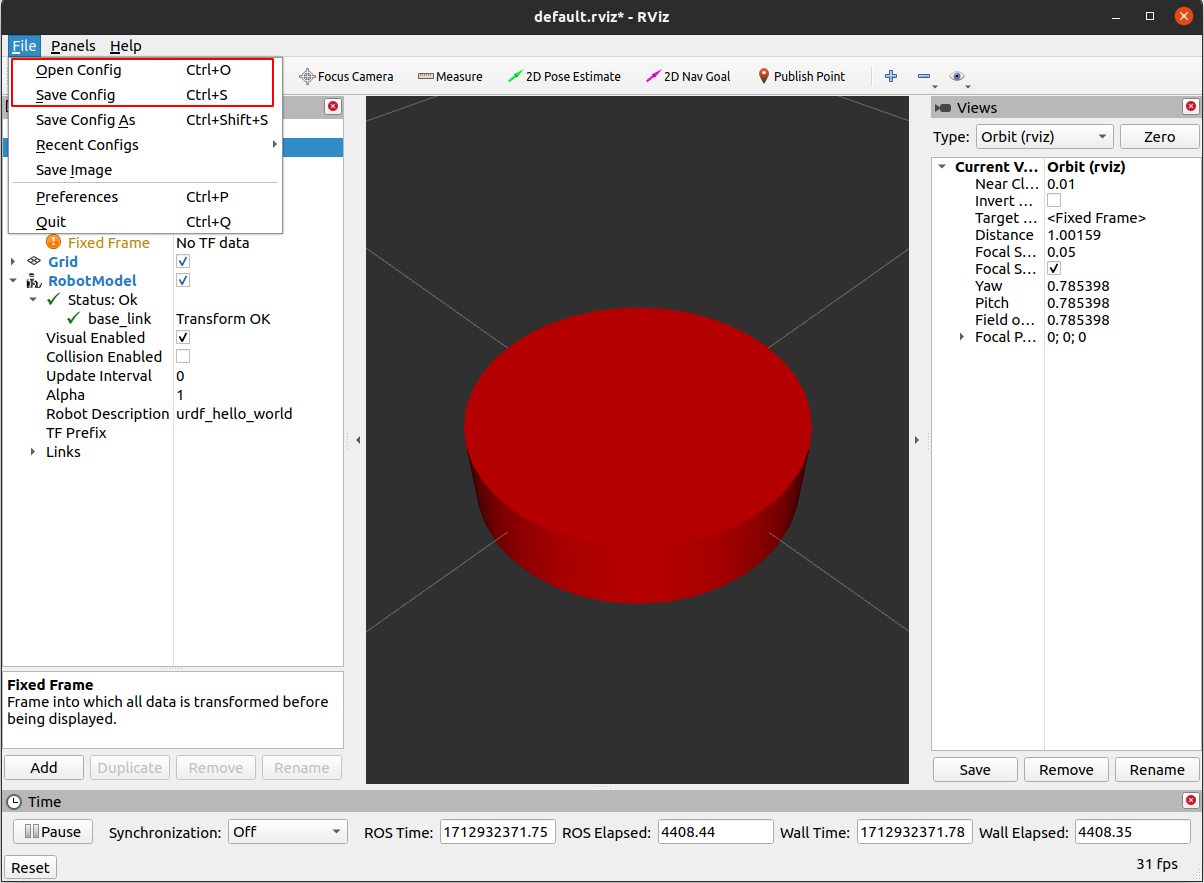 default.rviz* - RViz
File Panels Help
Open Config Ctrl+O
Save Config Ctrl+S
Save Config As Ctrl+Shift+S
Recent Configs
Save Image
Preferences Ctrl+P
Quit Ctrl+Q
Focus Camera Measure 2D Pose Estimate 2D Nav Goal Publish Point
Fixed Frame No TF data
Grid
RobotModel
Status: Ok
base_link Transform OK
Visual Enabled
Collision Enabled
Update Interval 0
Alpha 1
Robot Description urdf_hello_world
TF Prefix
Links
Fixed Frame
Frame into which all data is transformed before
being displayed.
Add Duplicate Remove Rename
Views
Type: Orbit (rviz) Zero
Current V... Orbit (rviz)
Near Cl... 0.01
Invert ...
Target ... <Fixed Frame>
Distance 1.00159
Focal S... 0.05
Focal S...
Yaw 0.785398
Pitch 0.785398
Field o... 0.785398
Focal P... 0; 0; 0
Save Remove Rename
Time
Pause Synchronization: Off ROS Time: 1712932371.75 ROS Elapsed: 4408.44 Wall Time: 1712932371.78 Wall Elapsed: 4408.35
Reset 31 fps